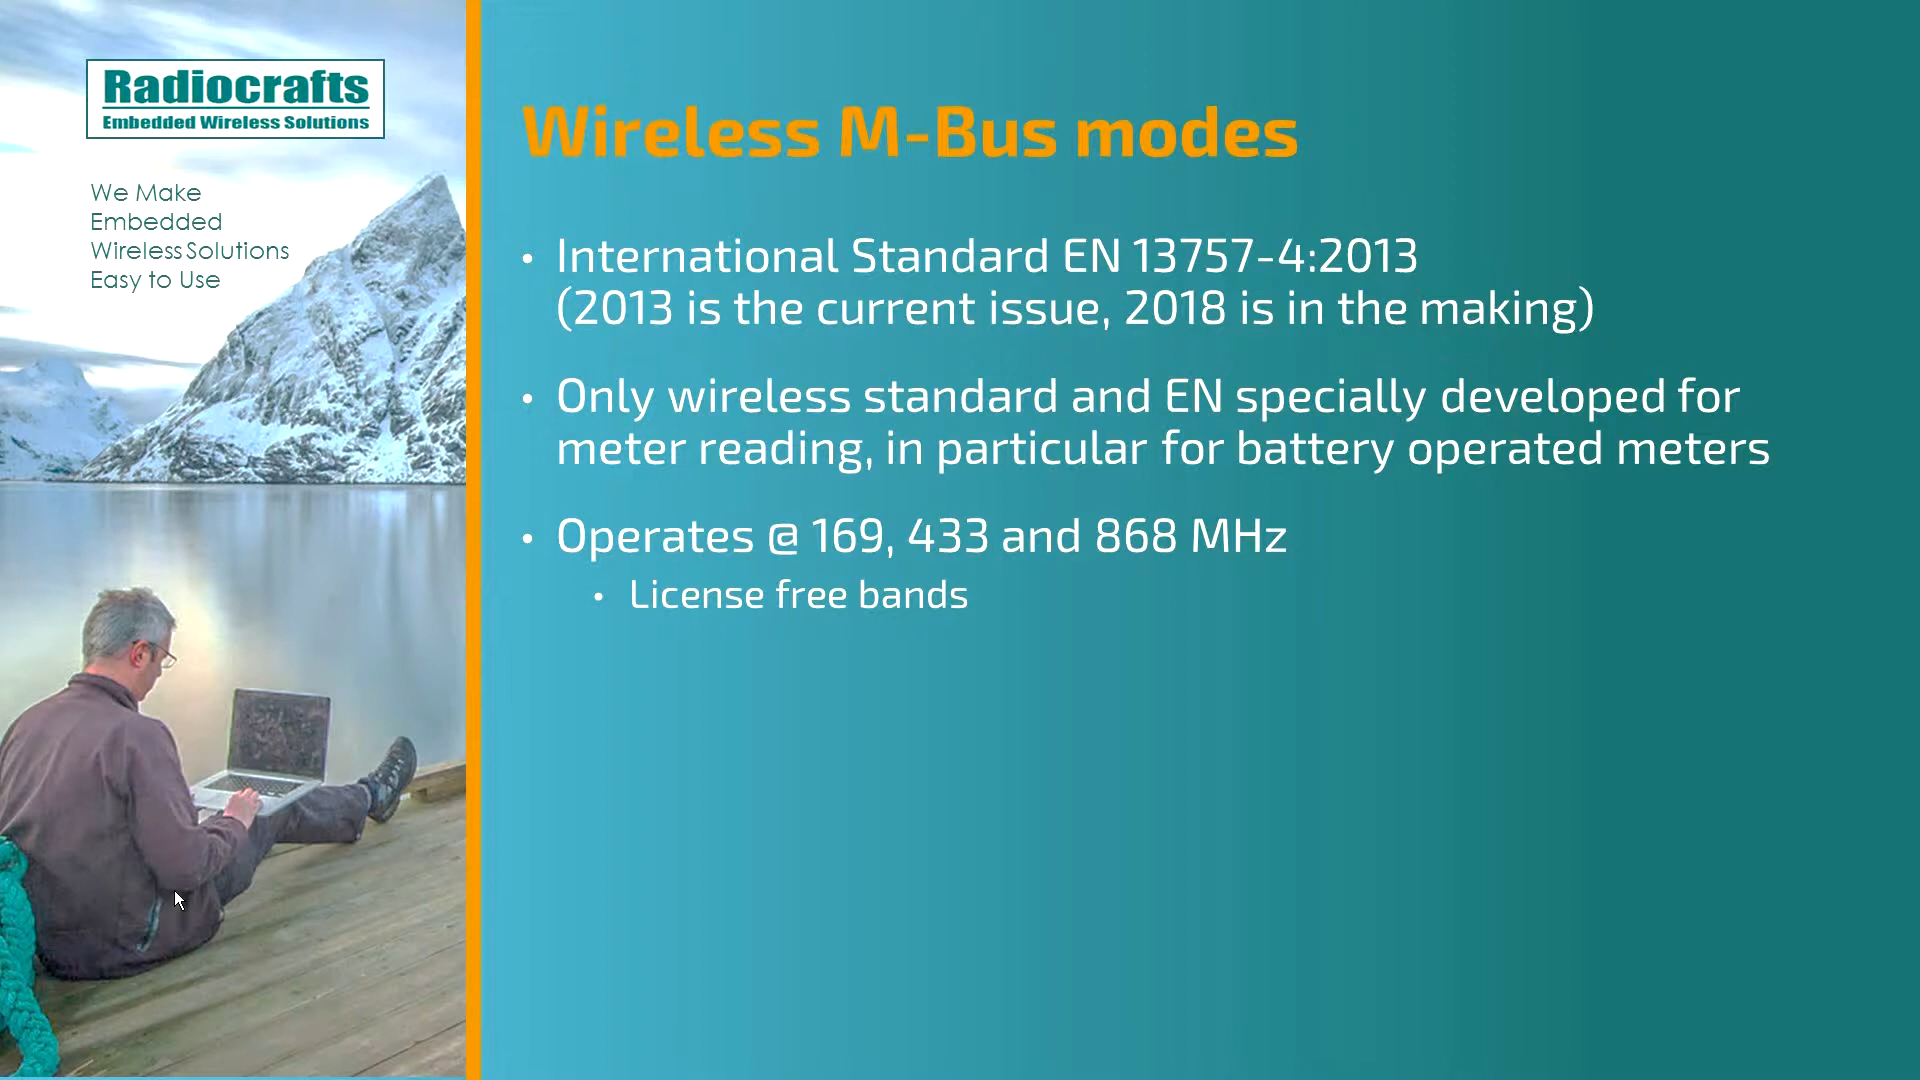 Radiocrafts
Embedded Wireless Solutions
We Make
Embedded
Wireless Solutions
Easy to Use
Wireless M-Bus modes
• International Standard EN 13757-4:2013
(2013 is the current issue, 2018 is in the making)
• Only wireless standard and EN specially developed for
meter reading, in particular for battery operated meters
• Operates @ 169, 433 and 868 MHz
• License free bands